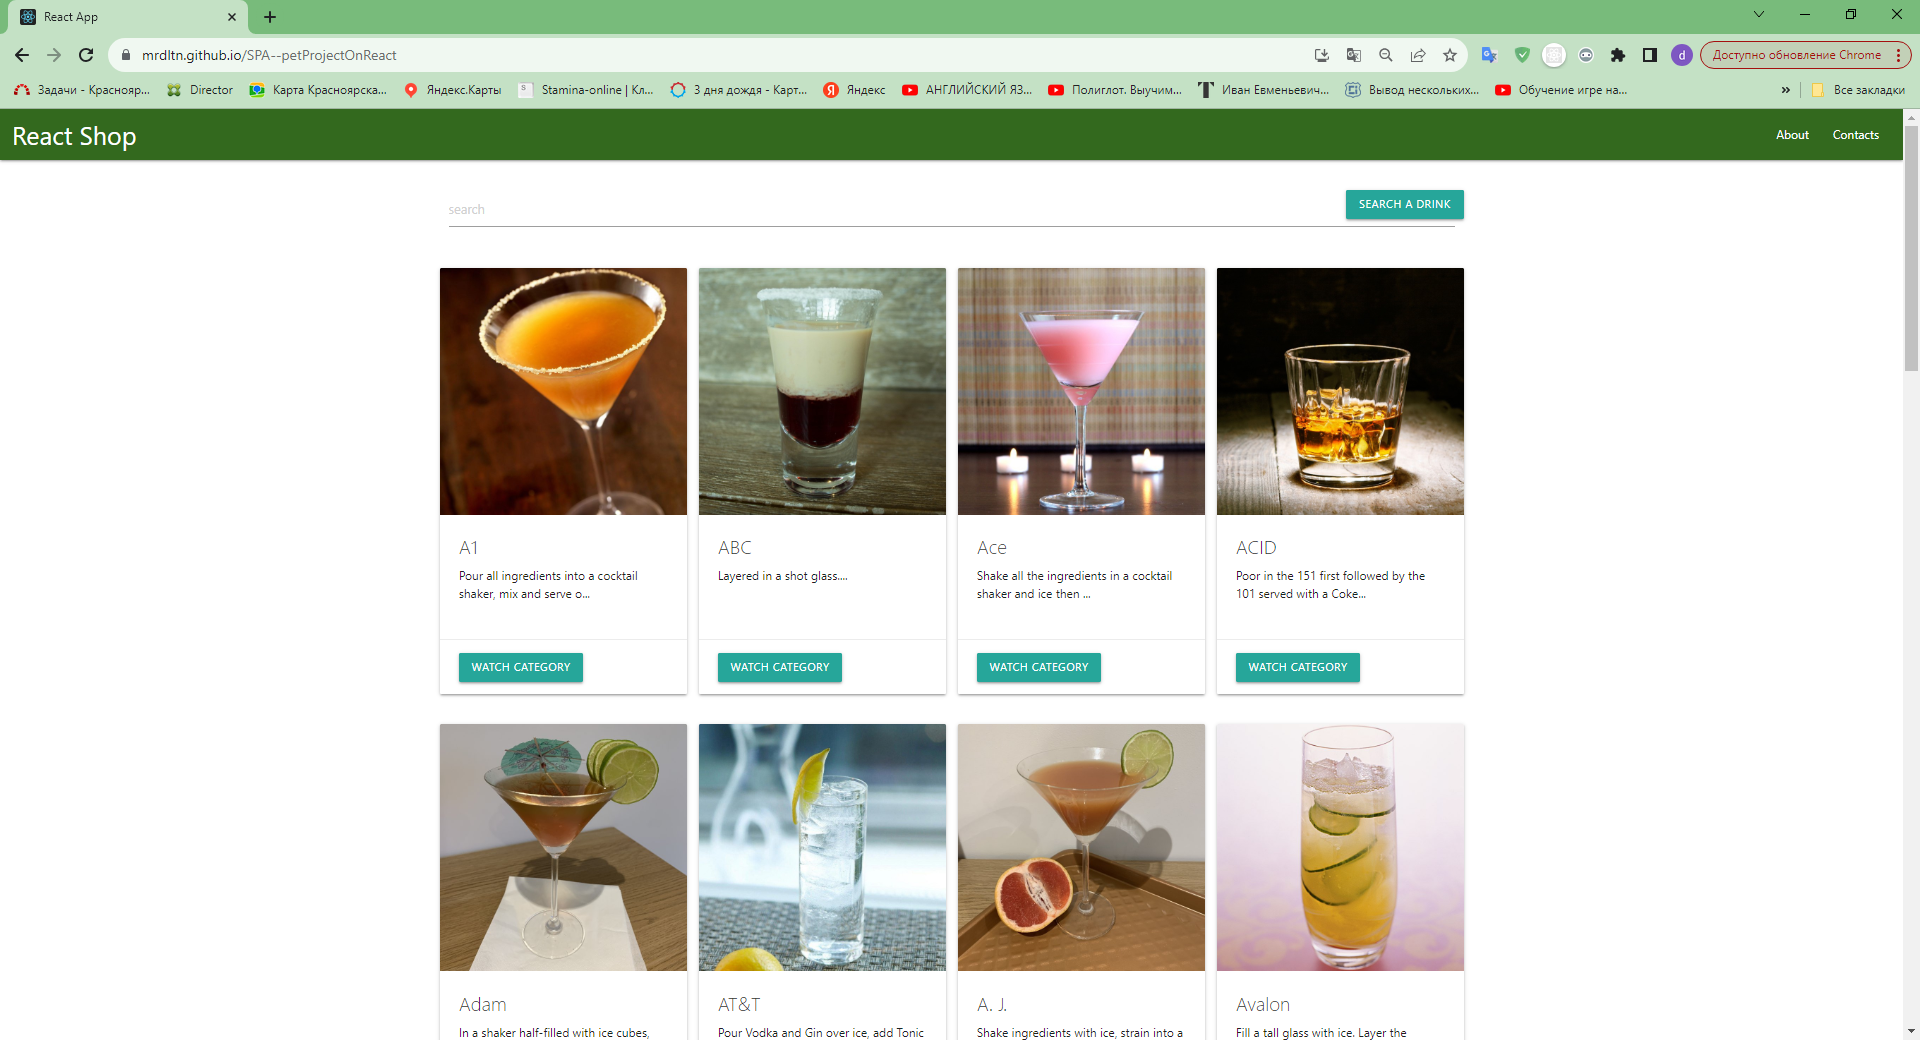 React App
mrdltn.github.io/SPA--petProjectOnReact
d
Доступно обновление Chrome
Задачи - Краснояр...
Director
Карта Красноярска...
Яндекс.Карты
Stamina-online | Кл...
3 дня дождя - Карт...
Яндекс
АНГЛИЙСКИЙ ЯЗ...
Полиглот. Выучим...
Иван Евменьевич...
Вывод нескольких...
Обучение игре на...
»
Все закладки
React Shop
About
Contacts
search
SEARCH A DRINK
A1
Pour all ingredients into a cocktail
shaker, mix and serve o...
WATCH CATEGORY
ABC
Layered in a shot glass....
WATCH CATEGORY
Ace
Shake all the ingredients in a cocktail
shaker and ice then ...
WATCH CATEGORY
ACID
Poor in the 151 first followed by the
101 served with a Coke...
WATCH CATEGORY
Adam
In a shaker half-filled with ice cubes,
AT&T
Pour Vodka and Gin over ice, add Tonic
A. J.
Shake ingredients with ice, strain into a
Avalon
Fill a tall glass with ice. Layer the